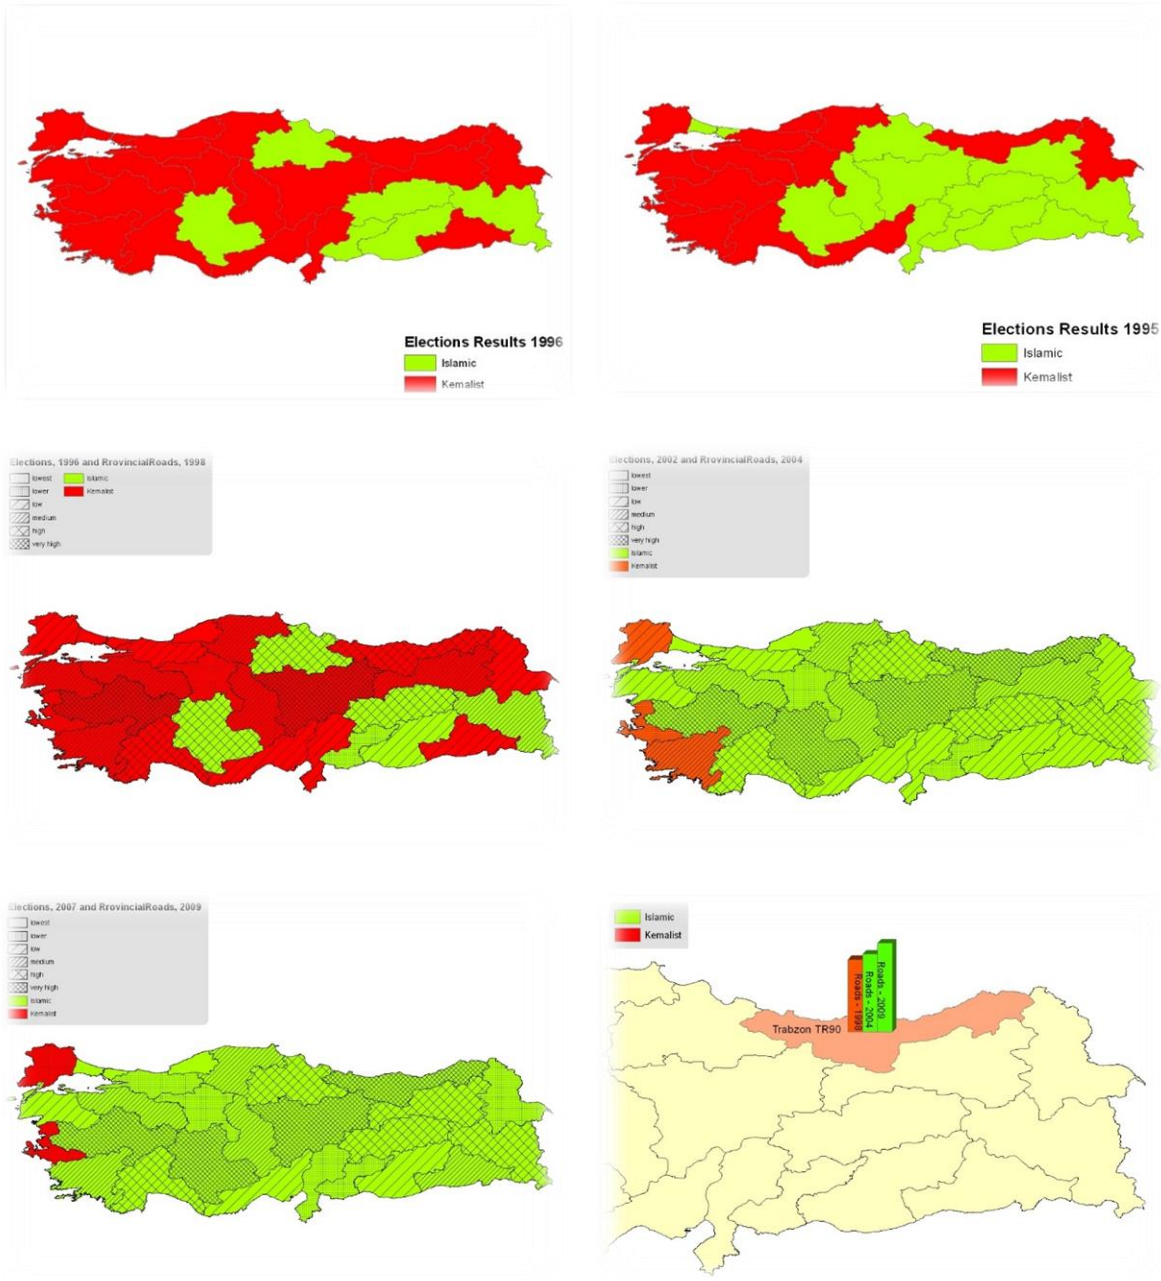 Elections Results 1996
Islamic
Kemalist
Elections Results 1995
Islamic
Kemalist
Elections, 1996 and RrovincialRoads, 1998
lowest
Islamic
lower
Kemalist
low
medium
high
very high
Elections, 2002 and RrovincialRoads, 2004
lowest
lower
low
medium
high
very high
Islamic
Kemalist
Elections, 2007 and RrovincialRoads, 2009
lowest
lower
low
medium
high
very high
Islamic
Kemalist
Islamic
Kemalist
Trabzon TR90
Roads - 1998
Roads - 2004
Roads - 2009